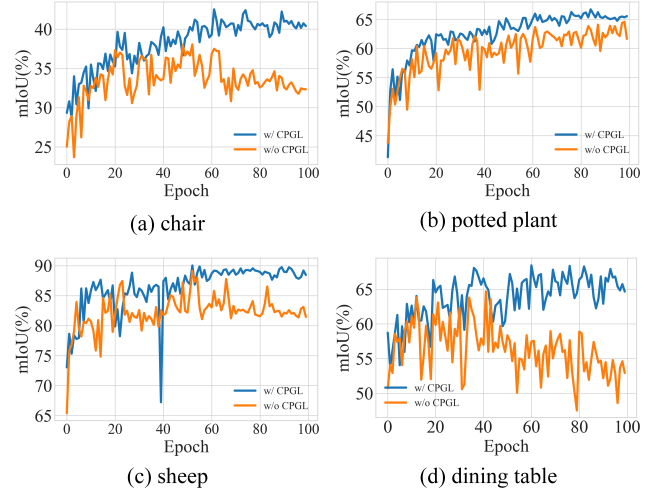 mIoU(%)
40
35
30
25
w/ CPGL
w/o CPGL
0 20 40 60 80 100
Epoch
(a) chair
mIoU(%)
65
60
55
50
45
w/ CPGL
w/o CPGL
0 20 40 60 80 100
Epoch
(b) potted plant
mIoU(%)
90
85
80
75
70
65
w/ CPGL
w/o CPGL
0 20 40 60 80 100
Epoch
(c) sheep
mIoU(%)
65
60
55
50
w/ CPGL
w/o CPGL
0 20 40 60 80 100
Epoch
(d) dining table